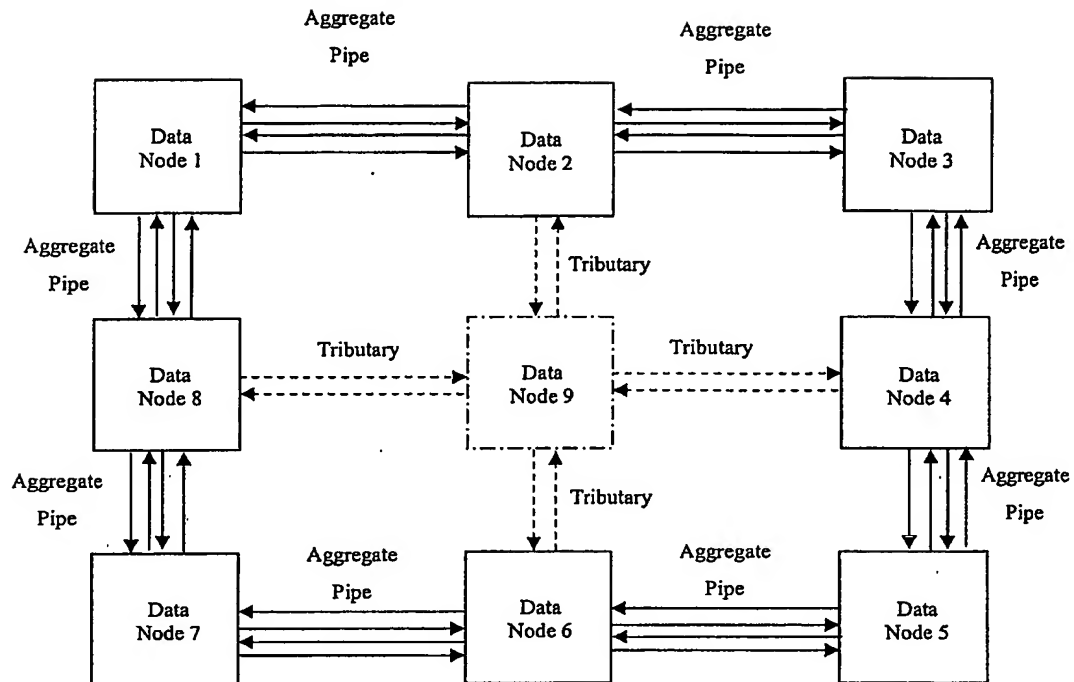 Aggregate
Pipe
Aggregate
Pipe
Data
Node 1
Data
Node 2
Data
Node 3
Aggregate
Pipe
Tributary
Aggregate
Pipe
Data
Node 8
Tributary
Data
Node 9
Tributary
Data
Node 4
Aggregate
Pipe
Tributary
Aggregate
Pipe
Data
Node 7
Aggregate
Pipe
Data
Node 6
Aggregate
Pipe
Data
Node 5